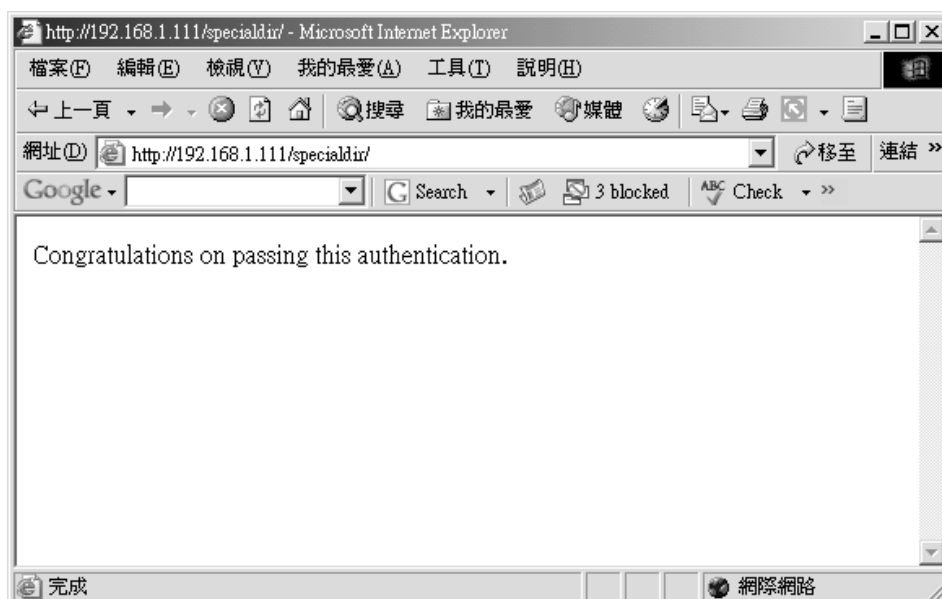 http://192.168.1.111/specialdir/ - Microsoft Internet Explorer
檔案(F) 編輯(E) 檢視(V) 我的最愛(A) 工具(T) 說明(H)
上一頁 搜尋 我的最愛 媒體
網址(D) http://192.168.1.111/specialdir/ 移至 連結 »
Google G Search 3 blocked ABC Check »
Congratulations on passing this authentication.
完成 網際網路